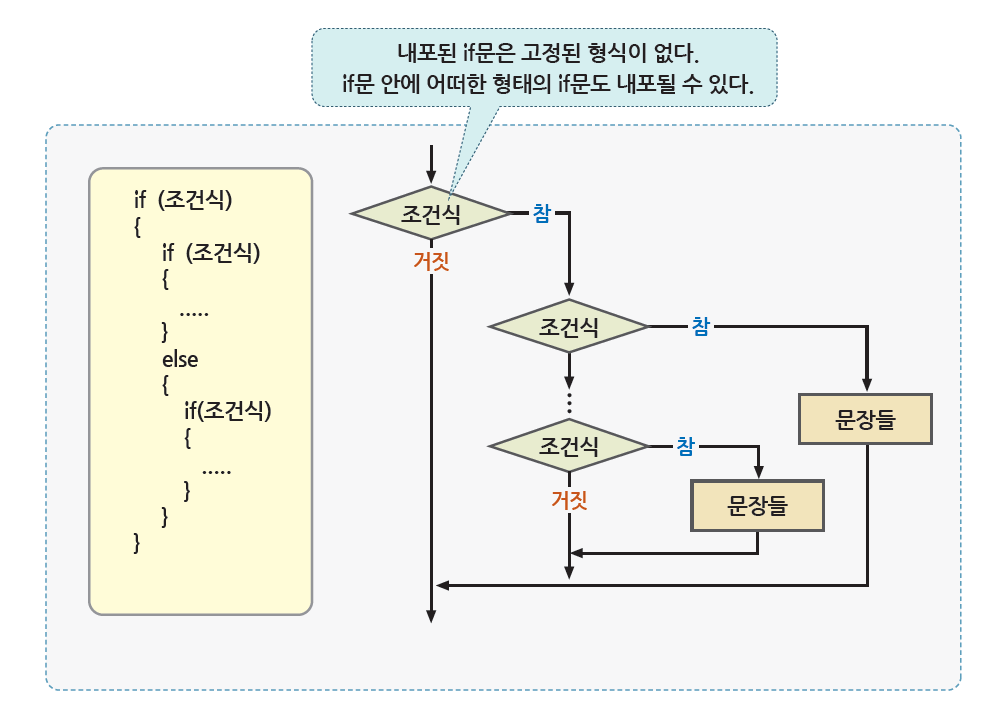 내포된 if문은 고정된 형식이 없다.
if문 안에 어떠한 형태의 if문도 내포될 수 있다.
if (조건식)
{
if (조건식)
{
.....
}
else
{
if(조건식)
{
.....
}
}
}
조건식
참
거짓
조건식
참
문장들
조건식
참
거짓
문장들